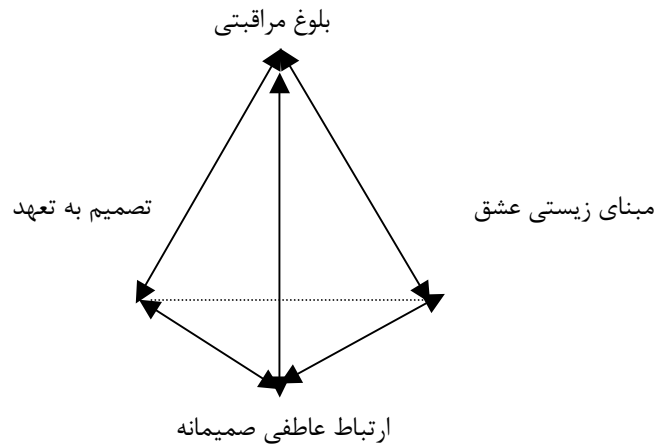 بلوغ مراقبتی
مبنای زیستی عشق
تصمیم به تعهد
ارتباط عاطفی صمیمانه